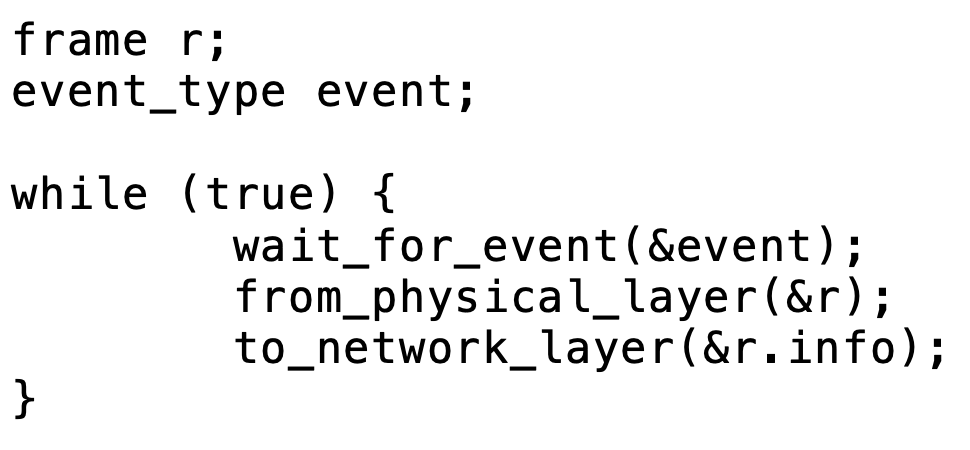 frame r;
event_type event;

while (true) {
        wait_for_event(&event);
        from_physical_layer(&r);
        to_network_layer(&r.info);
}